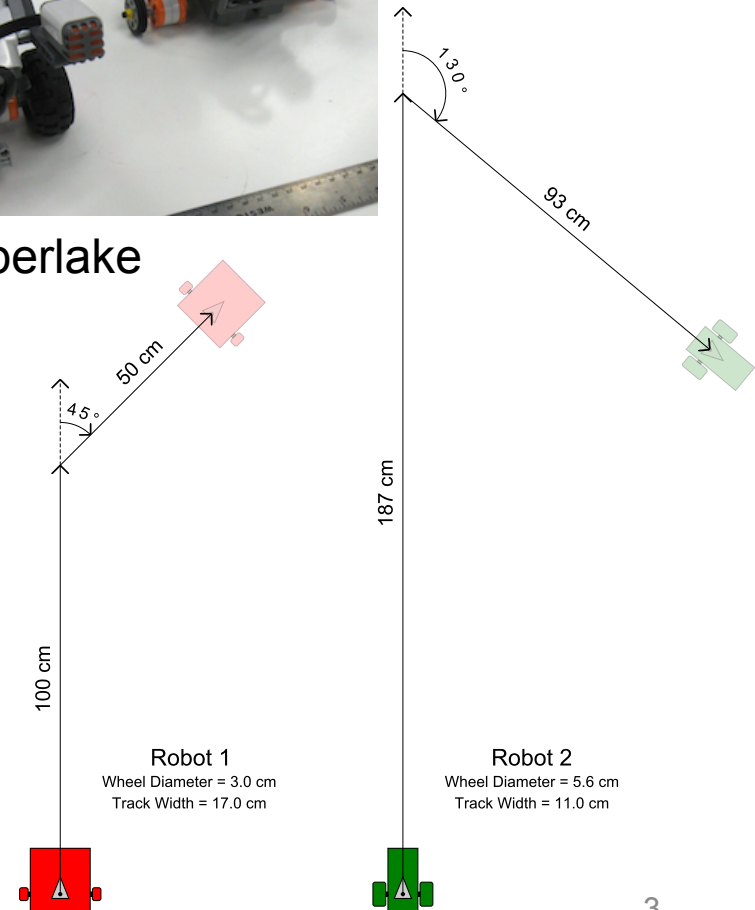 berlake
130°
93 cm
50 cm
45°
187 cm
100 cm
Robot 1
Wheel Diameter = 3.0 cm
Track Width = 17.0 cm
Robot 2
Wheel Diameter = 5.6 cm
Track Width = 11.0 cm
3